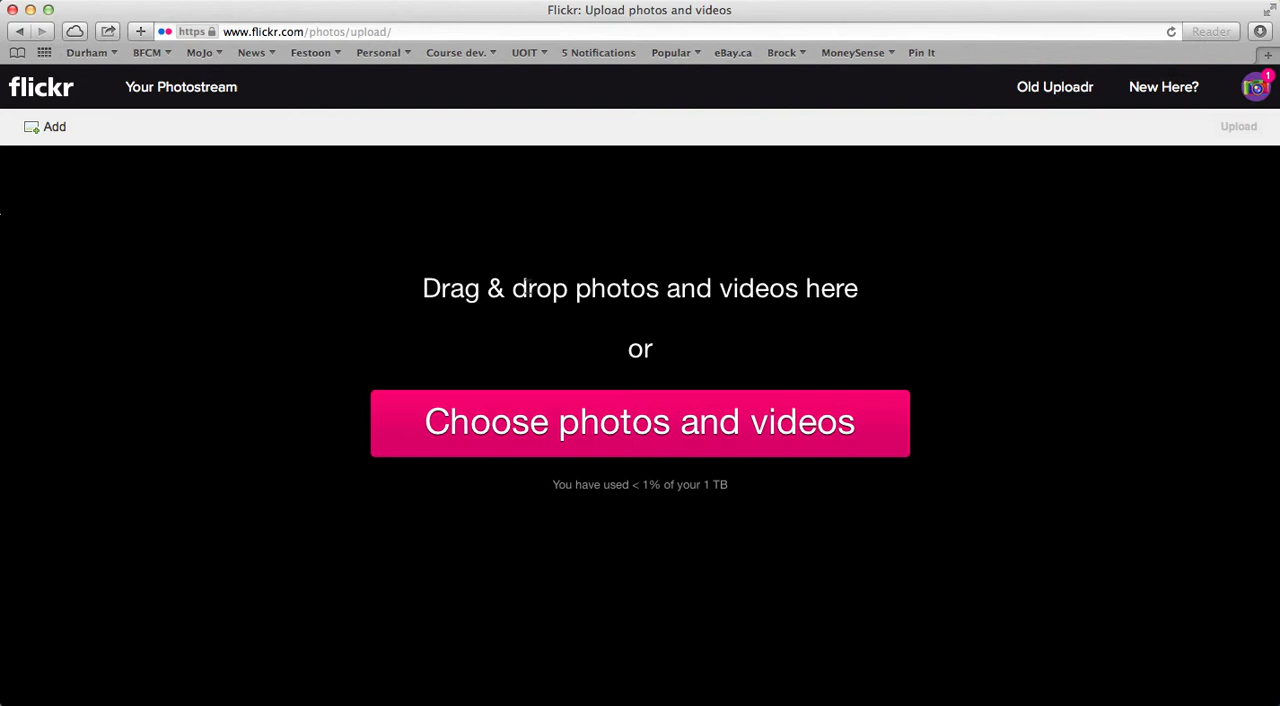 Flickr: Upload photos and videos
https www.flickr.com/photos/upload/ Reader
Durham BFCM MoJo News Festoon Personal Course dev. UOIT 5 Notifications Popular eBay.ca Brock MoneySense Pin It
flickr Your Photostream Old Uploadr New Here? 1
Add Upload
Drag & drop photos and videos here
or
Choose photos and videos
You have used < 1% of your 1 TB